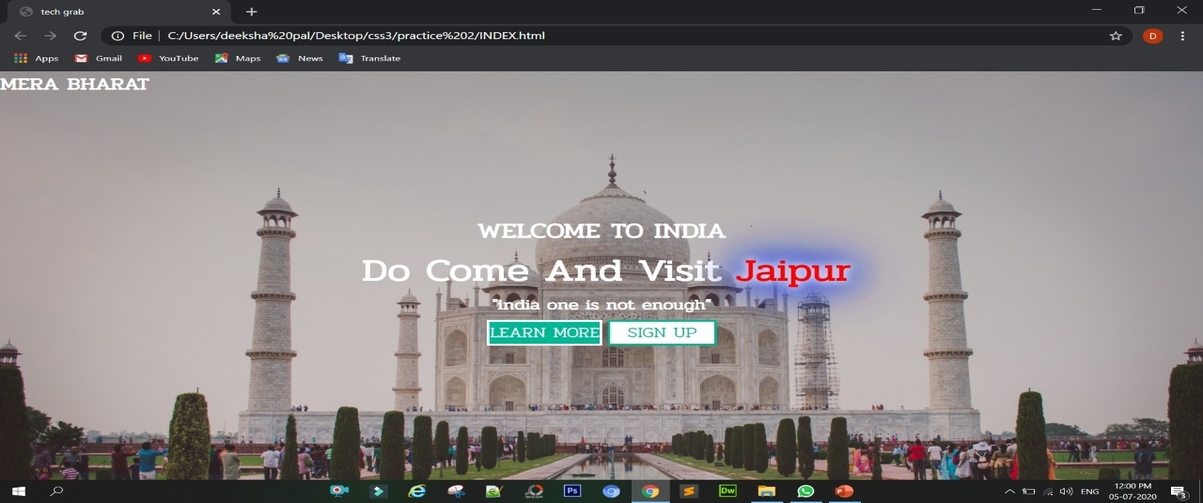 tech grab
File
C:/Users/deeksha%20pal/Desktop/css3/practice%202/INDEX.html
D
Apps
Gmail
YouTube
Maps
News
Translate
MERA BHARAT
WELCOME TO INDIA
Do Come And Visit Jaipur
"india one is not enough"
LEARN MORE
SIGN UP
Ps
Dw
ENG
12:00 PM
05-07-2020